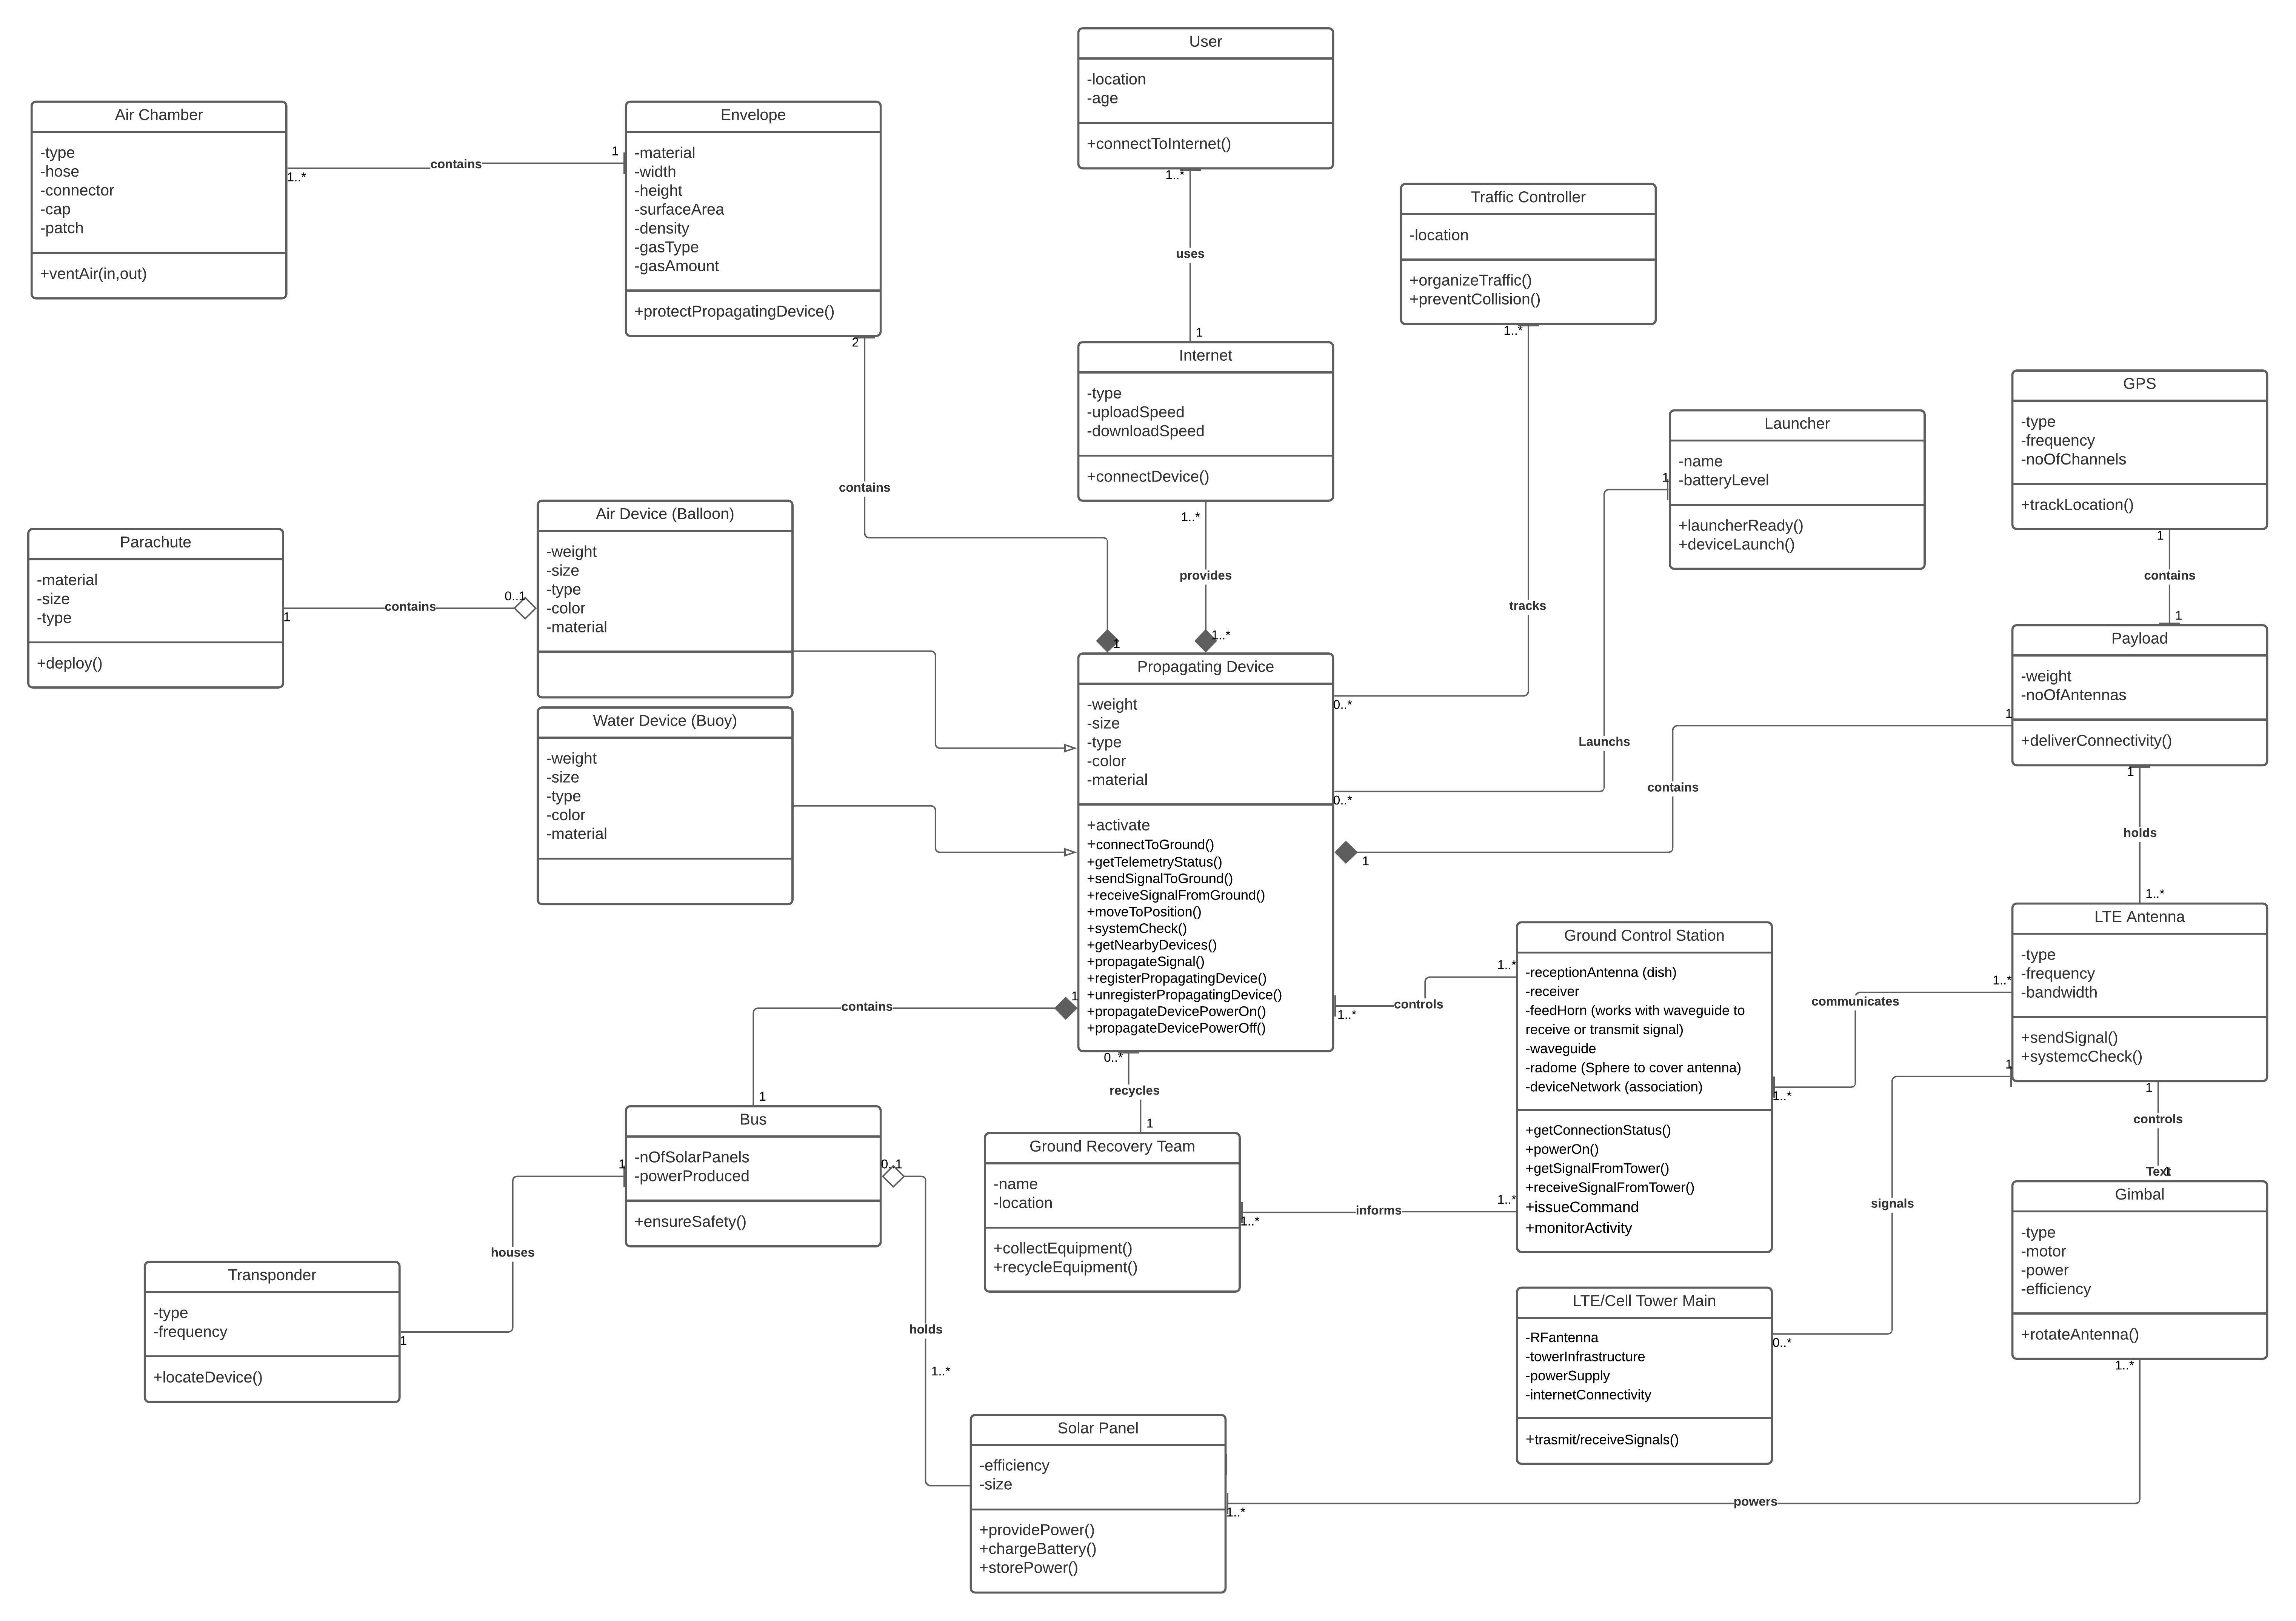 User
-location
-age
+connectToInternet()
1..*
uses
1
Air Chamber
-type
-hose
-connector
-cap
-patch
+ventAir(in,out)
1..*
contains
1
Envelope
-material
-width
-height
-surfaceArea
-density
-gasType
-gasAmount
+protectPropagatingDevice()
2
contains
1
Traffic Controller
-location
+organizeTraffic()
+preventCollision()
1..*
tracks
0..*
Internet
-type
-uploadSpeed
-downloadSpeed
+connectDevice()
1..*
provides
1..*
Launcher
-name
-batteryLevel
+launcherReady()
+deviceLaunch()
1
Launchs
0..*
GPS
-type
-frequency
-noOfChannels
+trackLocation()
1
contains
1
Parachute
-material
-size
-type
+deploy()
1
contains
0..1
Air Device (Balloon)
-weight
-size
-type
-color
-material
Water Device (Buoy)
-weight
-size
-type
-color
-material
Propagating Device
-weight
-size
-type
-color
-material
+activate
+connectToGround()
+getTelemetryStatus()
+sendSignalToGround()
+receiveSignalFromGround()
+moveToPosition()
+systemCheck()
+getNearbyDevices()
+propagateSignal()
+registerPropagatingDevice()
+unregisterPropagatingDevice()
+propagateDevicePowerOn()
+propagateDevicePowerOff()
Payload
-weight
-noOfAntennas
+deliverConnectivity()
1
contains
1
1
holds
1..*
LTE Antenna
-type
-frequency
-bandwidth
+sendSignal()
+systemcCheck()
Ground Control Station
-receptionAntenna (dish)
-receiver
-feedHorn (works with waveguide to
receive or transmit signal)
-waveguide
-radome (Sphere to cover antenna)
-deviceNetwork (association)
+getConnectionStatus()
+powerOn()
+getSignalFromTower()
+receiveSignalFromTower()
+issueCommand
+monitorActivity
1..*
controls
1..*
1..*
communicates
1..*
1
contains
1
0..*
recycles
1
Bus
-nOfSolarPanels
-powerProduced
+ensureSafety()
Ground Recovery Team
-name
-location
+collectEquipment()
+recycleEquipment()
1..*
informs
1..*
1
controls
Text
1
Gimbal
-type
-motor
-power
-efficiency
+rotateAntenna()
1..*
1
signals
0..*
1
houses
1
Transponder
-type
-frequency
+locateDevice()
0..1
holds
1..*
LTE/Cell Tower Main
-RFantenna
-towerInfrastructure
-powerSupply
-internetConnectivity
+trasmit/receiveSignals()
Solar Panel
-efficiency
-size
+providePower()
+chargeBattery()
+storePower()
1..*
powers